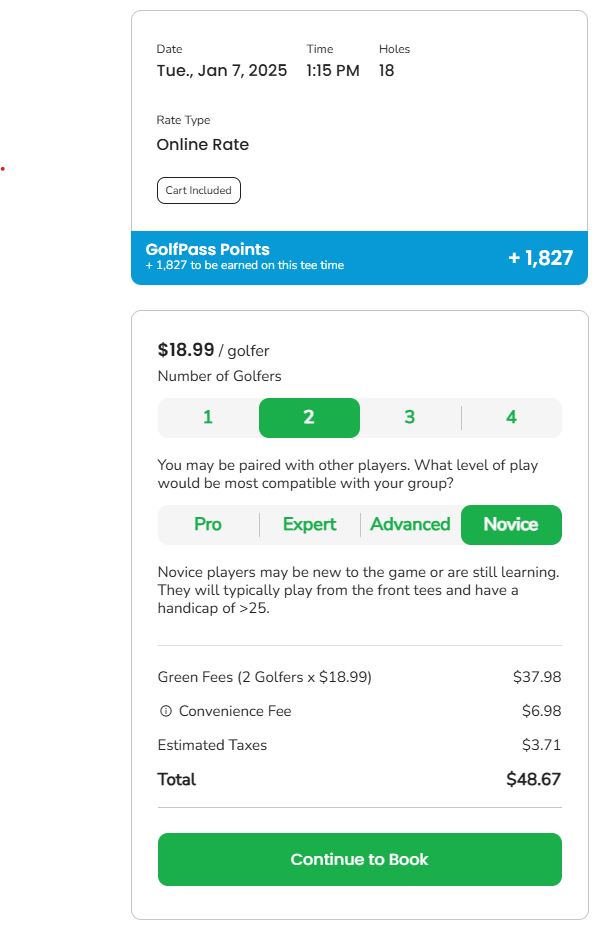 Date Time Holes
Tue., Jan 7, 2025 1:15 PM 18
Rate Type
Online Rate
Cart Included
GolfPass Points
+ 1,827 to be earned on this tee time
+ 1,827
$18.99 / golfer
Number of Golfers
1 2 3 4
You may be paired with other players. What level of play
would be most compatible with your group?
Pro Expert Advanced Novice
Novice players may be new to the game or are still learning.
They will typically play from the front tees and have a
handicap of >25.
Green Fees (2 Golfers x $18.99) $37.98
Convenience Fee $6.98
Estimated Taxes $3.71
Total $48.67
Continue to Book